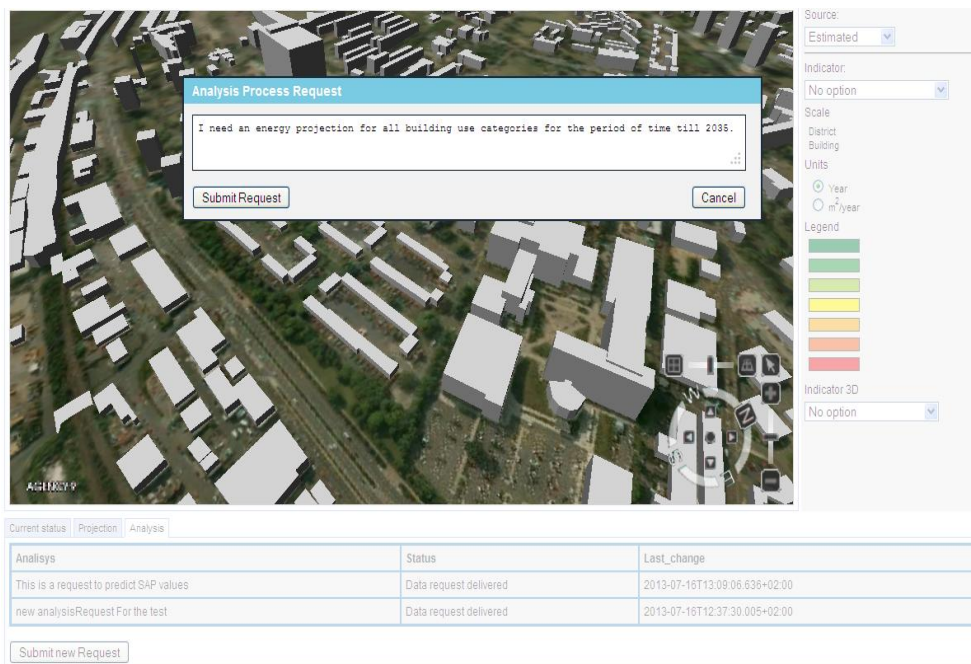 Source:
Estimated
Indicator:
No option
Scale
District
Building
Units
Year
m²/year
Legend
Indicator 3D
No option
Analysis Process Request
I need an energy projection for all building use categories for the period of time till 2035.
Submit Request
Cancel
N
W
Current status Projection Analysis
Analisys Status Last_change
This is a request to predict SAP values Data request delivered 2013-07-16T13:09:06.636+02:00
new analysisRequest For the test Data request delivered 2013-07-16T12:37:30.005+02:00
Submit new Request